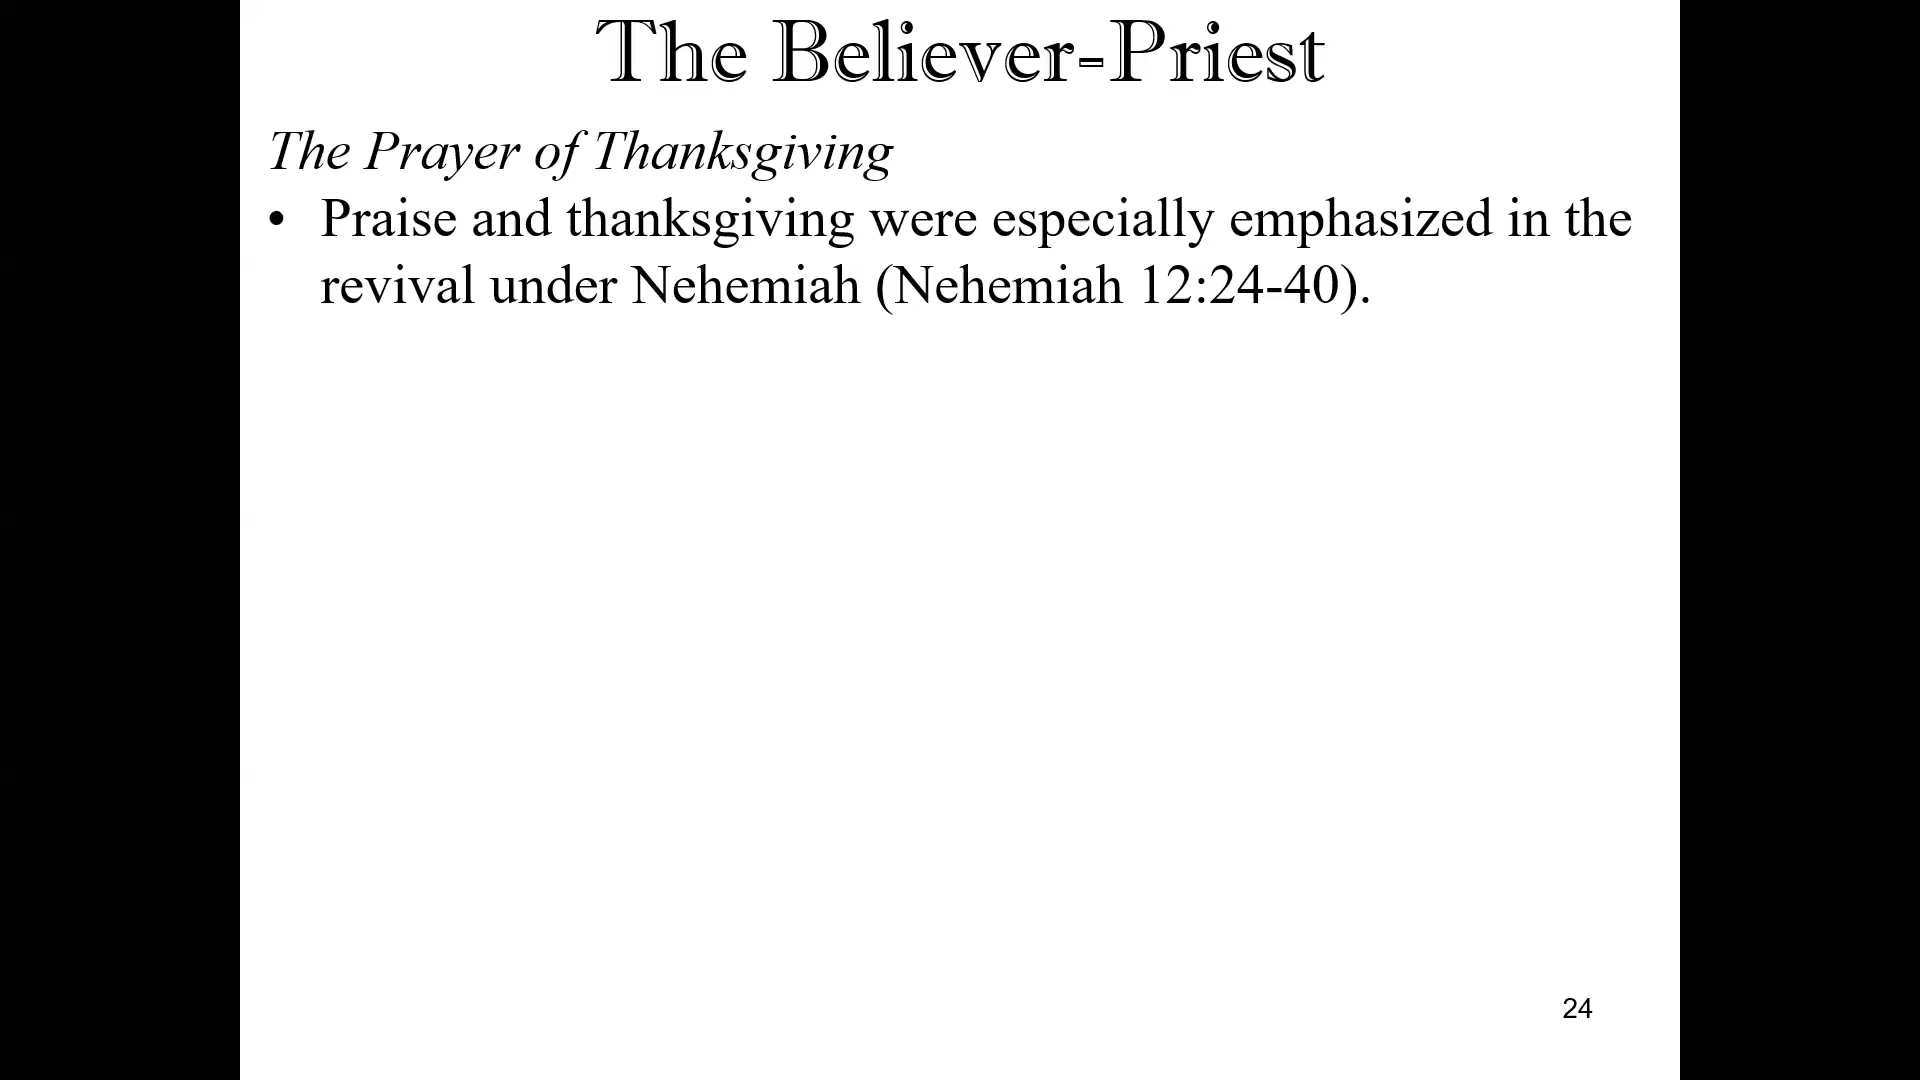 The Believer-Priest
The Prayer of Thanksgiving
• Praise and thanksgiving were especially emphasized in the
revival under Nehemiah (Nehemiah 12:24-40).
24